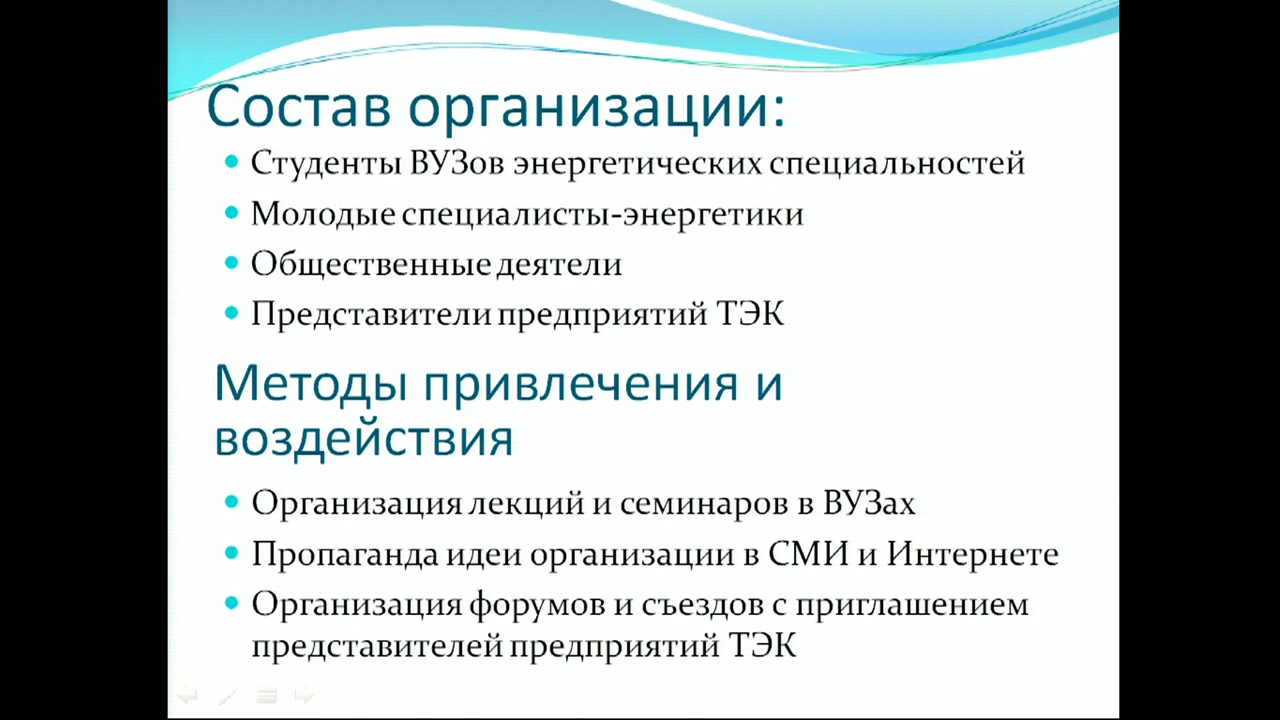 Состав организации:
Студенты ВУЗов энергетических специальностей
Молодые специалисты-энергетики
Общественные деятели
Представители предприятий ТЭК
Методы привлечения и
воздействия
Организация лекций и семинаров в ВУЗах
Пропаганда идеи организации в СМИ и Интернете
Организация форумов и съездов с приглашением
представителей предприятий ТЭК